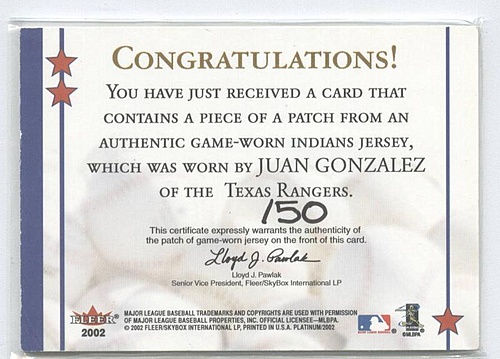 CONGRATULATIONS!
YOU HAVE JUST RECEIVED A CARD THAT
CONTAINS A PIECE OF A PATCH FROM AN
AUTHENTIC GAME-WORN INDIANS JERSEY,
WHICH WAS WORN BY JUAN GONZALEZ
OF THE TEXAS RANGERS.
/50
This certificate expressly warrants the authenticity of
the patch of game-worn jersey on the front of this card.
Lloyd J. Pawlak
Lloyd J. Pawlak
Senior Vice President, Fleer/SkyBox International LP
FLEER
2002
MAJOR LEAGUE BASEBALL TRADEMARKS AND COPYRIGHTS ARE USED WITH PERMISSION
OF MAJOR LEAGUE BASEBALL PROPERTIES, INC. OFFICIAL LICENSEE—MLBPA.
© 2002 FLEER/SKYBOX INTERNATIONAL LP, PRINTED IN U.S.A. PLATINUM/2002
©MLBPA